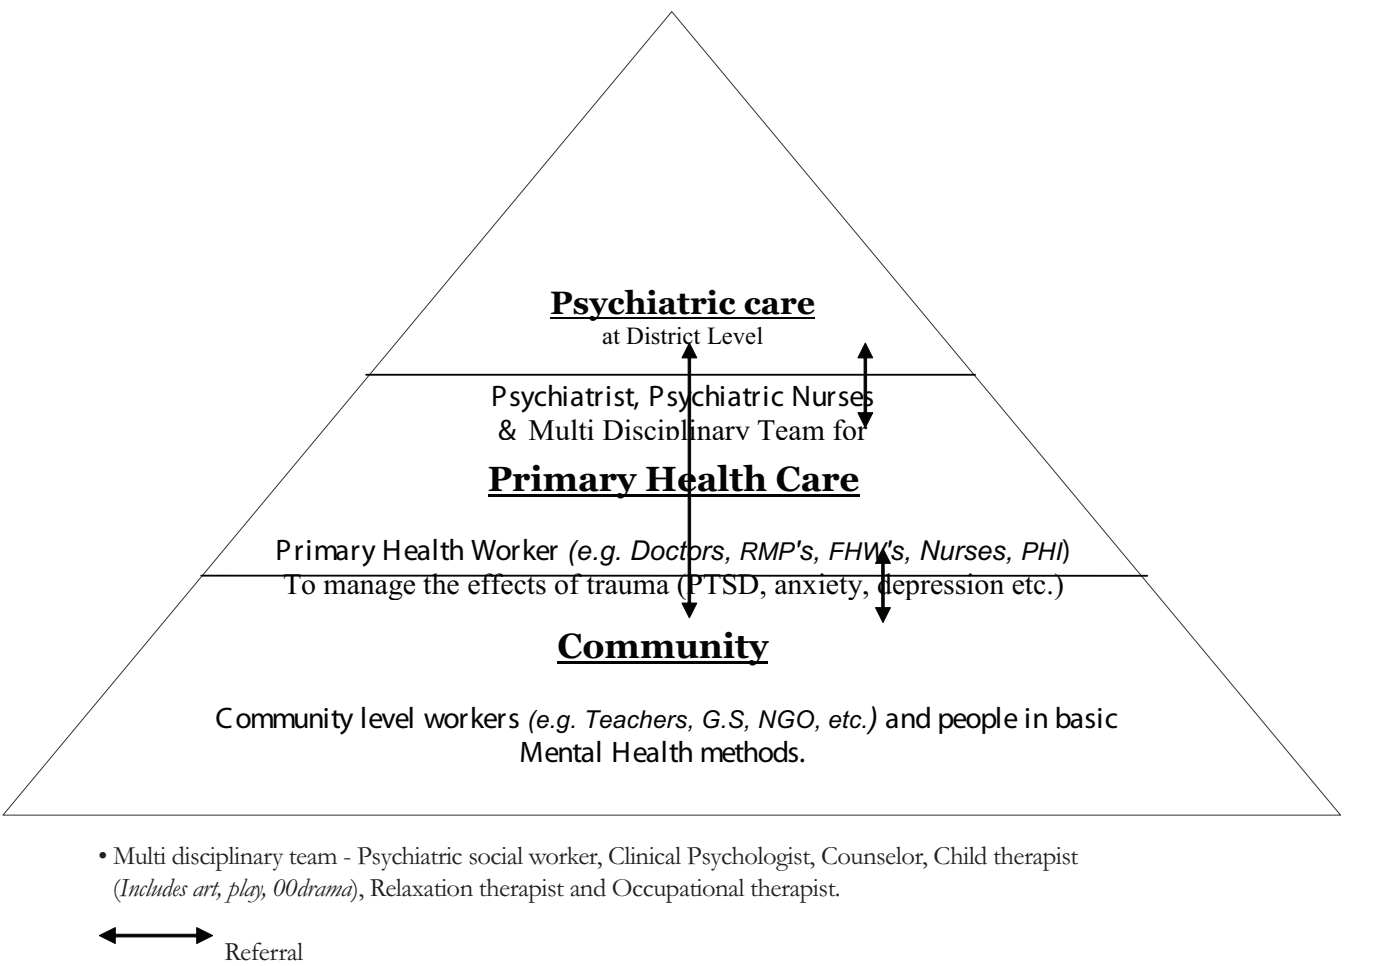 Psychiatric care
at District Level
Psychiatrist, Psychiatric Nurses
& Multi Disciplinary Team for
Primary Health Care
Primary Health Worker (e.g. Doctors, RMP's, FHW's, Nurses, PHI)
To manage the effects of trauma (PTSD, anxiety, depression etc.)
Community
Community level workers (e.g. Teachers, G.S, NGO, etc.) and people in basic
Mental Health methods.
• Multi disciplinary team - Psychiatric social worker, Clinical Psychologist, Counselor, Child therapist
(Includes art, play, 00drama), Relaxation therapist and Occupational therapist.
Referral